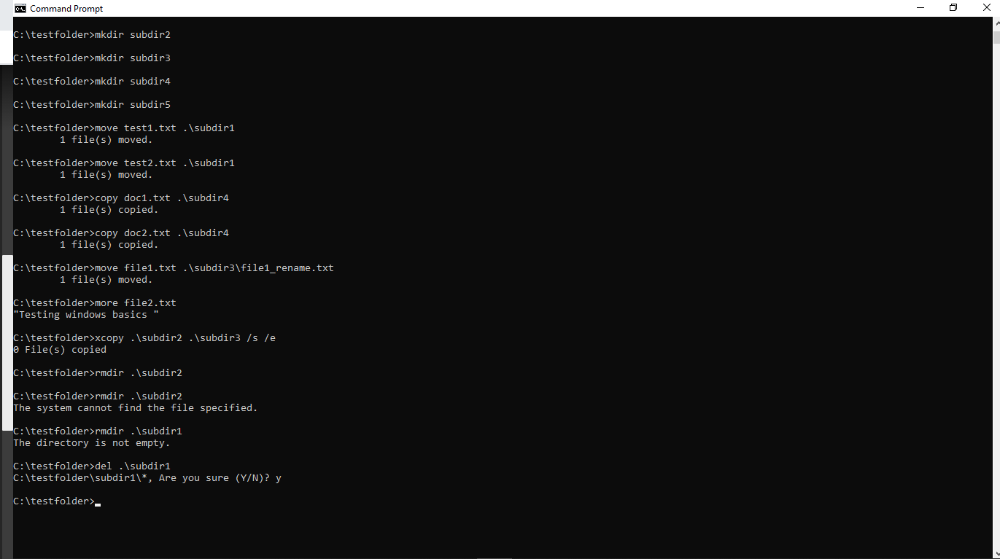 Command Prompt
C:\testfolder>mkdir subdir2
C:\testfolder>mkdir subdir3
C:\testfolder>mkdir subdir4
C:\testfolder>mkdir subdir5
C:\testfolder>move test1.txt .\subdir1
1 file(s) moved.
C:\testfolder>move test2.txt .\subdir1
1 file(s) moved.
C:\testfolder>copy doc1.txt .\subdir4
1 file(s) copied.
C:\testfolder>copy doc2.txt .\subdir4
1 file(s) copied.
C:\testfolder>move file1.txt .\subdir3\file1_rename.txt
1 file(s) moved.
C:\testfolder>more file2.txt
"Testing windows basics "
C:\testfolder>xcopy .\subdir2 .\subdir3 /s /e
0 File(s) copied
C:\testfolder>rmdir .\subdir2
C:\testfolder>rmdir .\subdir2
The system cannot find the file specified.
C:\testfolder>rmdir .\subdir1
The directory is not empty.
C:\testfolder>del .\subdir1
C:\testfolder\subdir1\*, Are you sure (Y/N)? y
C:\testfolder>